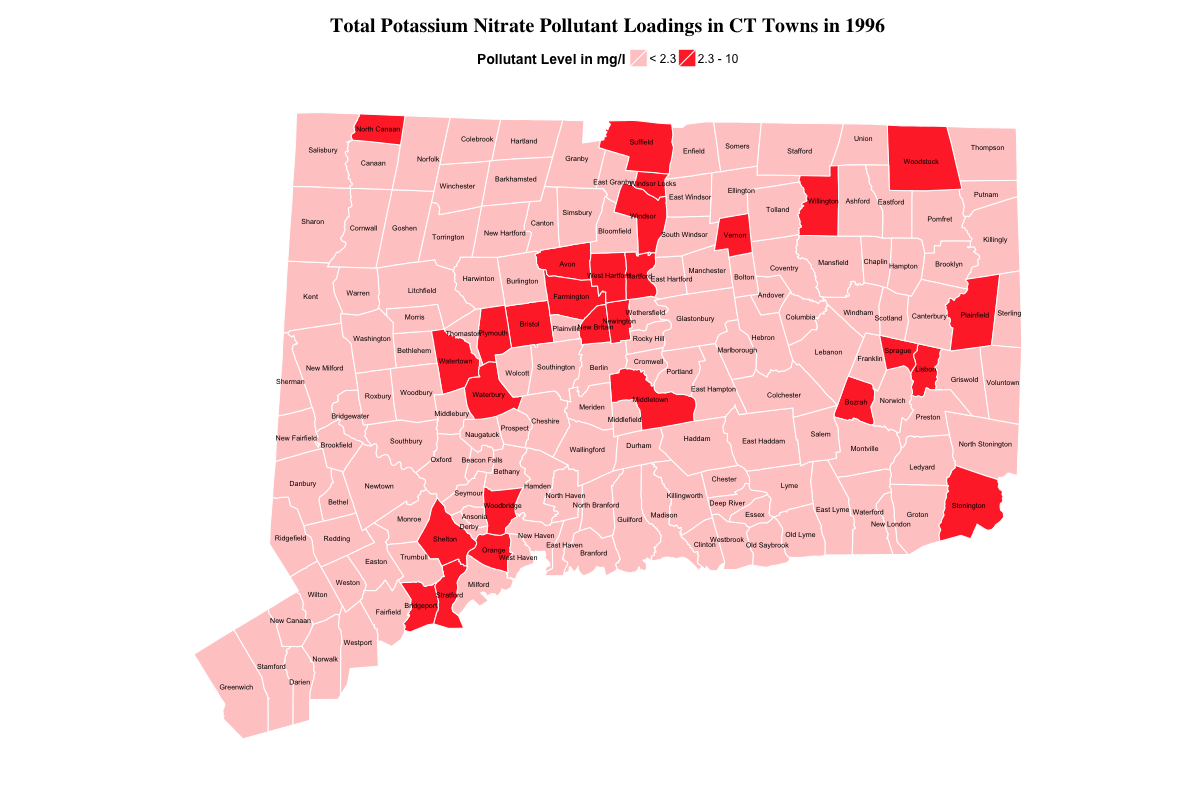 Total Potassium Nitrate Pollutant Loadings in CT Towns in 1996
Pollutant Level in mg/l < 2.3 2.3 - 10
North Canaan
Salisbury
Canaan
Norfolk
Colebrook
Hartland
Granby
Suffield
Enfield
Somers
Stafford
Union
Woodstock
Thompson
Winchester
Barkhamsted
East Granby
Windsor Locks
East Windsor
Ellington
Tolland
Willington
Ashford
Eastford
Putnam
Sharon
Cornwall
Goshen
Torrington
New Hartford
Canton
Simsbury
Bloomfield
Windsor
South Windsor
Vernon
Pomfret
Killingly
Kent
Warren
Litchfield
Harwinton
Burlington
Avon
West Hartford
Hartford
East Hartford
Manchester
Bolton
Coventry
Mansfield
Chaplin
Hampton
Brooklyn
Morris
Farmington
Andover
Washington
Bethlehem
Thomaston
Plymouth
Bristol
Plainville
New Britain
Newington
Wethersfield
Rocky Hill
Glastonbury
Hebron
Columbia
Windham
Scotland
Canterbury
Plainfield
Sterling
New Milford
Sherman
Roxbury
Woodbury
Watertown
Wolcott
Southington
Berlin
Cromwell
Portland
Marlborough
Lebanon
Franklin
Sprague
Lisbon
Griswold
Voluntown
Bridgewater
Middlebury
Waterbury
Prospect
Cheshire
Meriden
Middletown
Middlefield
East Hampton
Colchester
Bozrah
Norwich
Preston
New Fairfield
Brookfield
Southbury
Naugatuck
Oxford
Beacon Falls
Bethany
Wallingford
Durham
Haddam
East Haddam
Salem
Montville
Ledyard
North Stonington
Danbury
Bethel
Newtown
Seymour
Hamden
North Haven
North Branford
Killingworth
Chester
Deep River
Lyme
Essex
Woodbridge
Ansonia
Derby
Guilford
Madison
East Lyme
Waterford
New London
Groton
Stonington
Ridgefield
Redding
Monroe
Shelton
Orange
New Haven
West Haven
East Haven
Branford
Clinton
Westbrook
Old Saybrook
Old Lyme
Easton
Trumbull
Weston
Wilton
Milford
Stratford
Bridgeport
Fairfield
New Canaan
Westport
Norwalk
Stamford
Darien
Greenwich